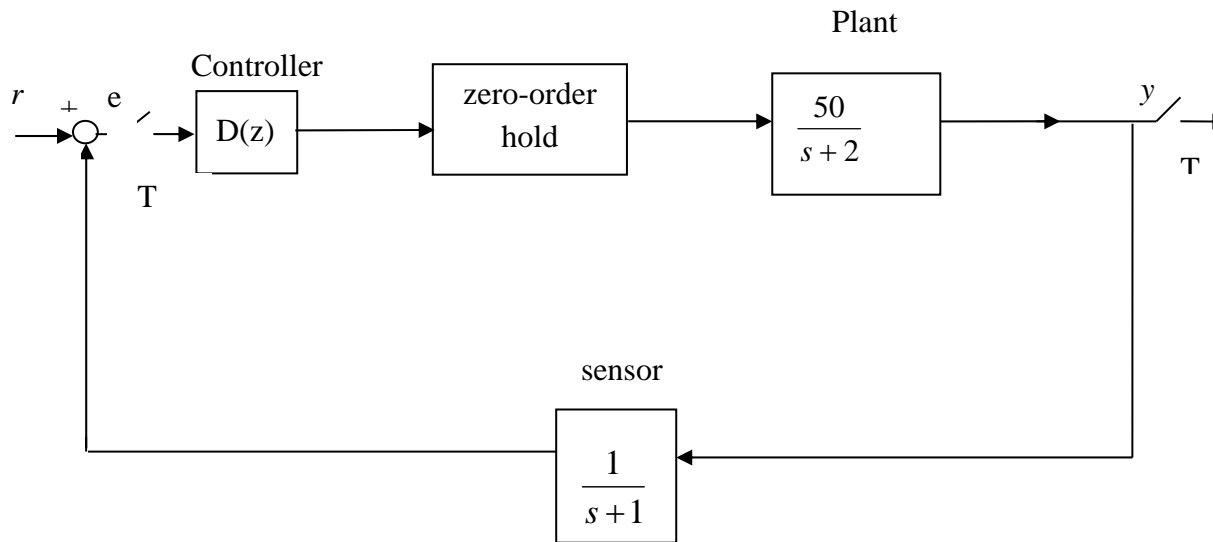 Plant
Controller
r
+
e
D(z)
zero-order
hold
50
s + 2
y
T
T
sensor
1
s + 1